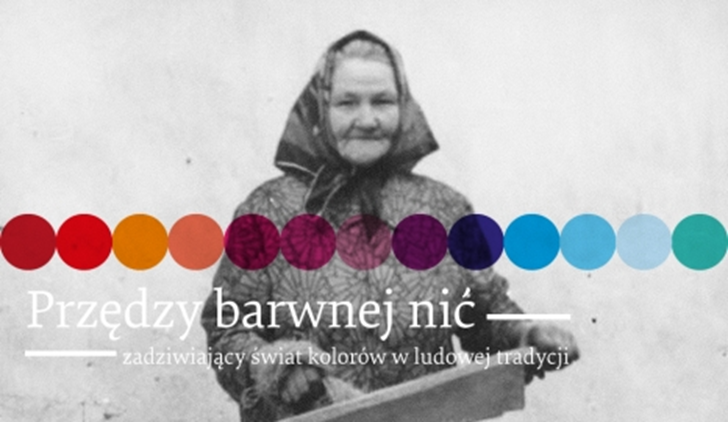 Przędzy barwnej nić
zadziwiający świat kolorów w ludowej tradycji